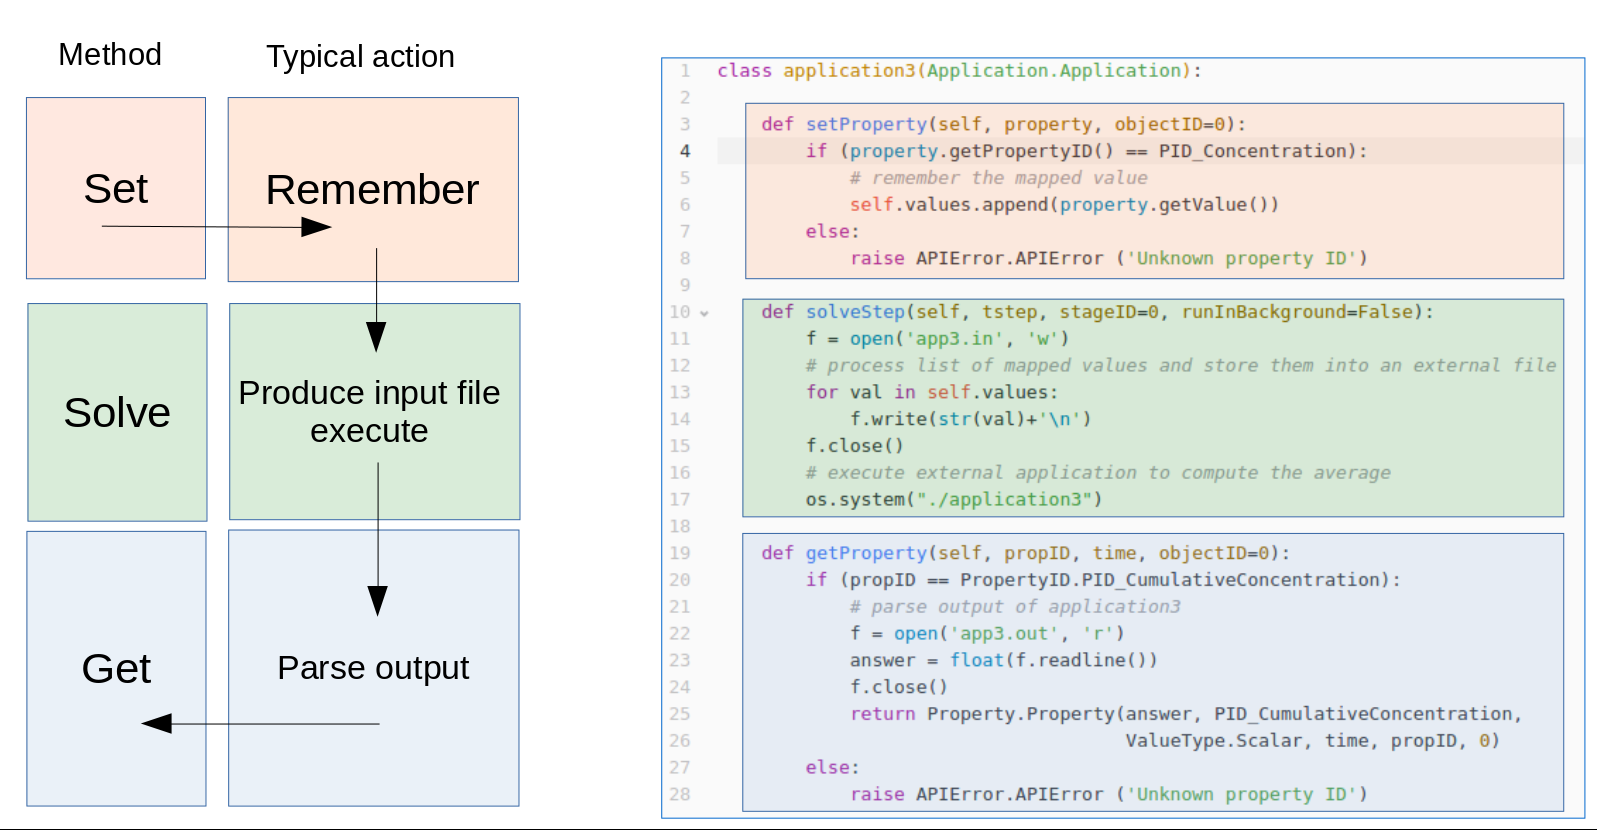 Method
Typical action
Set
Remember
Solve
Produce input file
execute
Get
Parse output
1 class application3(Application.Application):
2
3     def setProperty(self, property, objectID=0):
4         if (property.getPropertyID() == PID_Concentration):
5             # remember the mapped value
6             self.values.append(property.getValue())
7         else:
8             raise APIError.APIError ('Unknown property ID')
9
10     def solveStep(self, tstep, stageID=0, runInBackground=False):
11         f = open('app3.in', 'w')
12         # process list of mapped values and store them into an external file
13         for val in self.values:
14             f.write(str(val)+'\n')
15         f.close()
16         # execute external application to compute the average
17         os.system("./application3")
18
19     def getProperty(self, propID, time, objectID=0):
20         if (propID == PropertyID.PID_CumulativeConcentration):
21             # parse output of application3
22             f = open('app3.out', 'r')
23             answer = float(f.readline())
24             f.close()
25             return Property.Property(answer, PID_CumulativeConcentration,
26                                      ValueType.Scalar, time, propID, 0)
27         else:
28             raise APIError.APIError ('Unknown property ID')